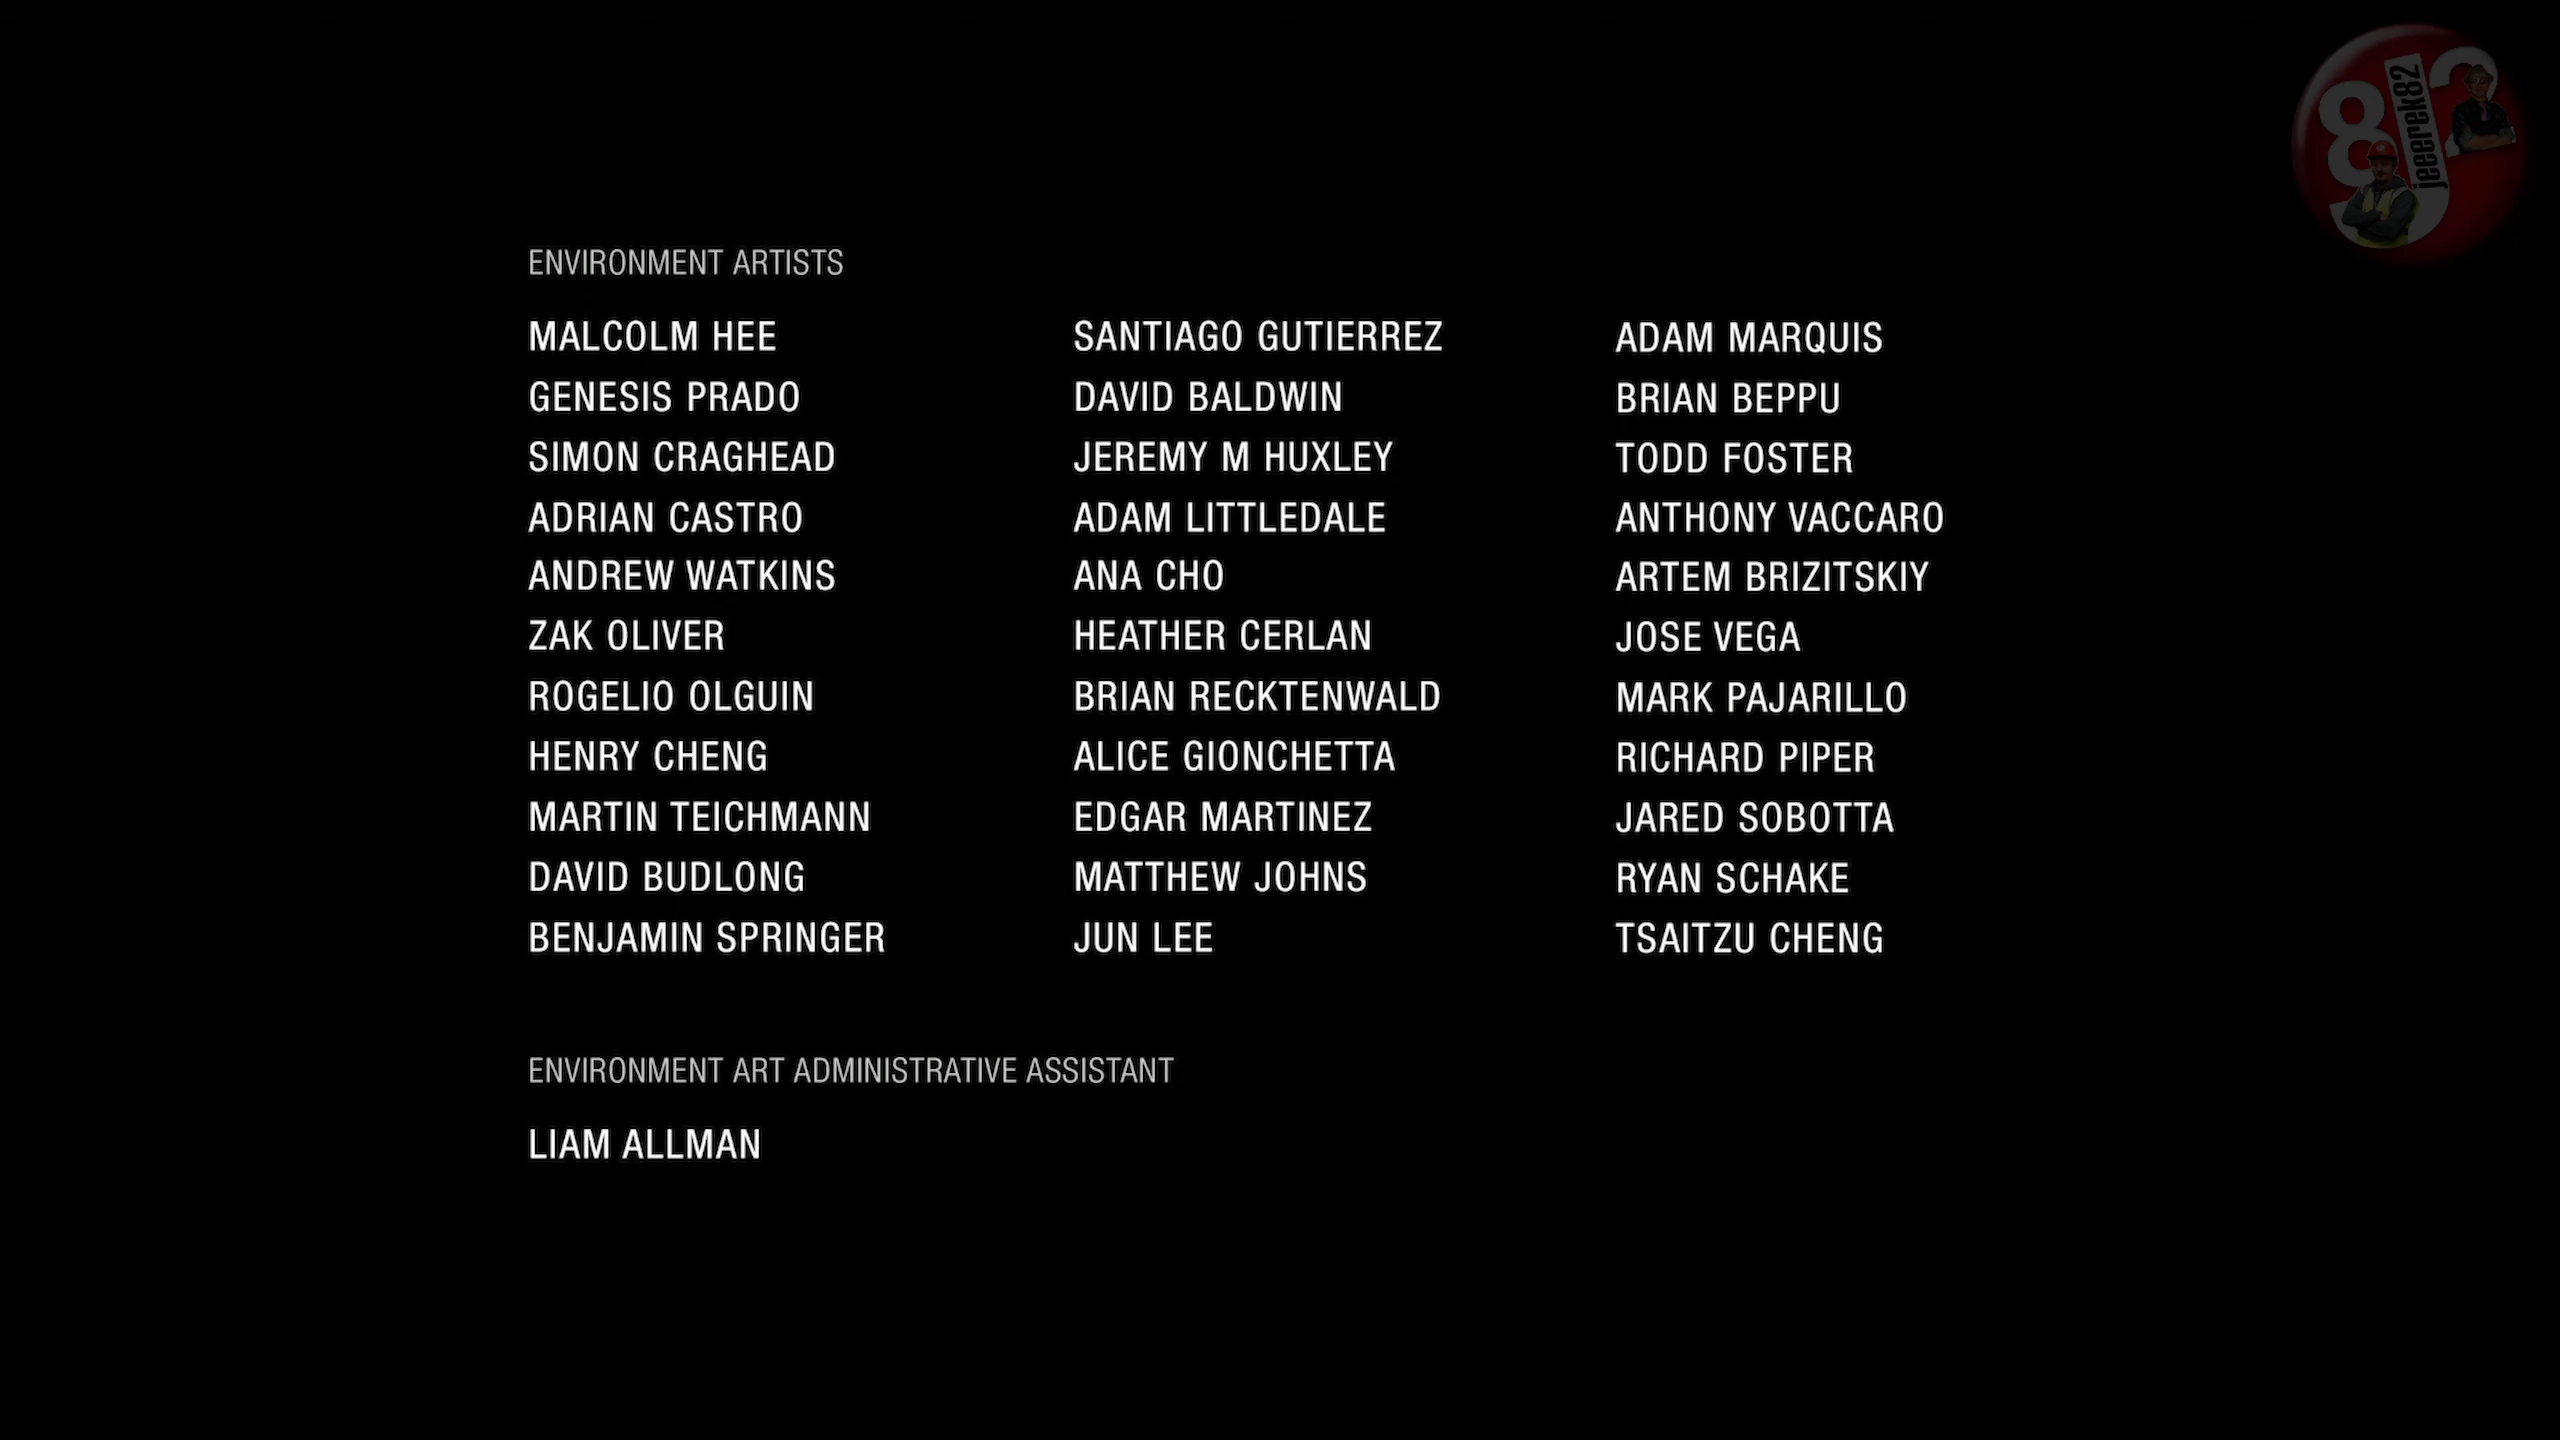 ENVIRONMENT ARTISTS
MALCOLM HEE
GENESIS PRADO
SIMON CRAGHEAD
ADRIAN CASTRO
ANDREW WATKINS
ZAK OLIVER
ROGELIO OLGUIN
HENRY CHENG
MARTIN TEICHMANN
DAVID BUDLONG
BENJAMIN SPRINGER
SANTIAGO GUTIERREZ
DAVID BALDWIN
JEREMY M HUXLEY
ADAM LITTLEDALE
ANA CHO
HEATHER CERLAN
BRIAN RECKTENWALD
ALICE GIONCHETTA
EDGAR MARTINEZ
MATTHEW JOHNS
JUN LEE
ADAM MARQUIS
BRIAN BEPPU
TODD FOSTER
ANTHONY VACCARO
ARTEM BRIZITSKIY
JOSE VEGA
MARK PAJARILLO
RICHARD PIPER
JARED SOBOTTA
RYAN SCHAKE
TSAITZU CHENG
ENVIRONMENT ART ADMINISTRATIVE ASSISTANT
LIAM ALLMAN
8J2
jeeerek82